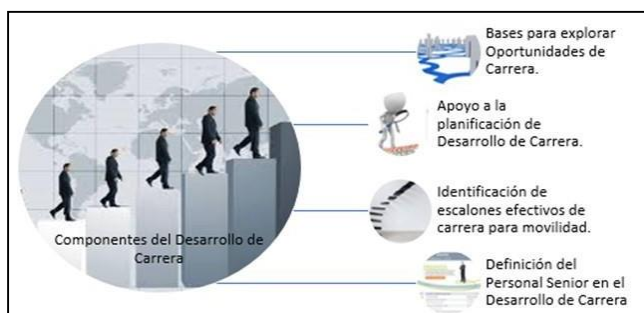 Componentes del Desarrollo de
Carrera
Bases para explorar
Oportunidades de
Carrera.
Apoyo a la
planificación de
Desarrollo de Carrera.
Identificación de
escalones efectivos de
carrera para movilidad.
Definición del
Personal Senior en el
Desarrollo de Carrera